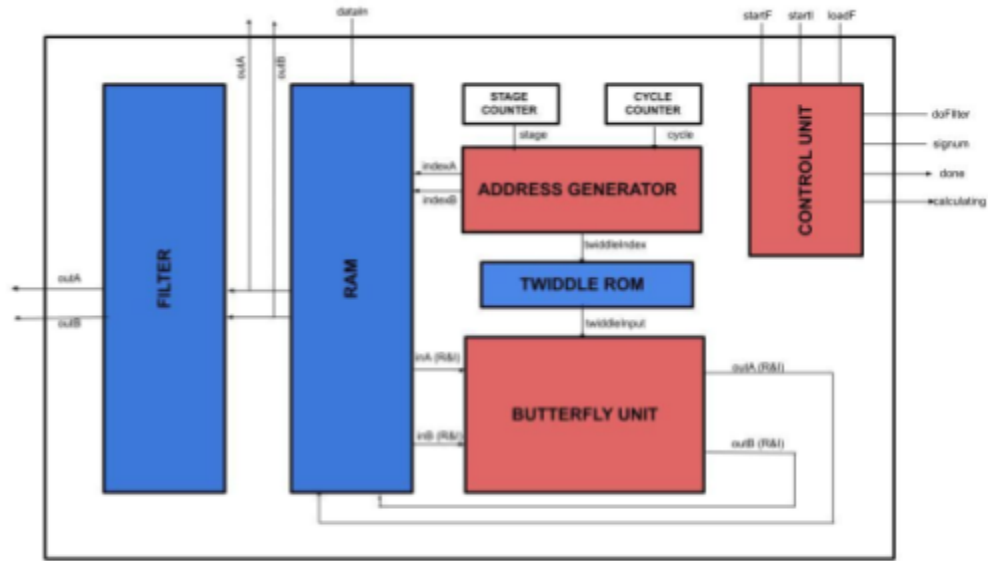 dataIn
startF
startI
loadF
outA
outB
STAGE
COUNTER
CYCLE
COUNTER
stage
cycle
indexA
indexB
ADDRESS GENERATOR
CONTROL UNIT
doFilter
signum
done
calculating
twiddleIndex
TWIDDLE ROM
twiddleInput
FILTER
RAM
outA
outB
inA (R&I)
inB (R&I)
BUTTERFLY UNIT
outA (R&I)
outB (R&I)